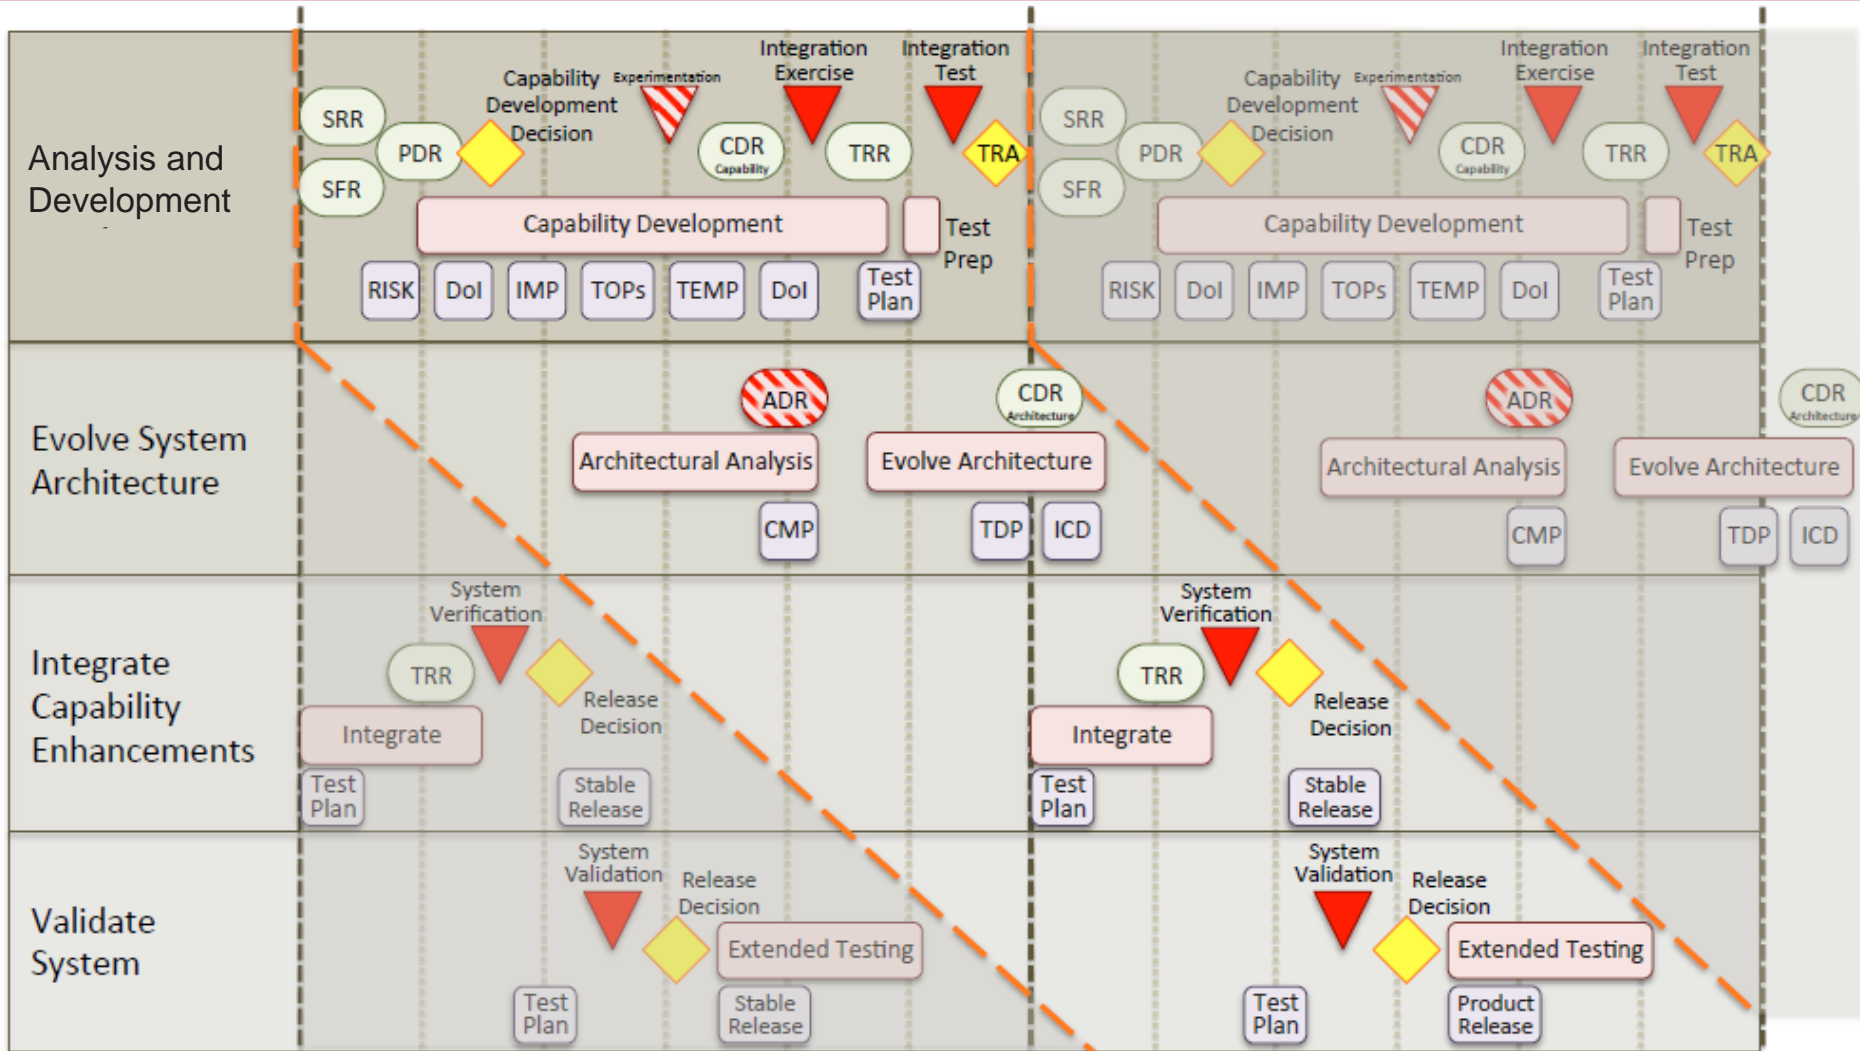 Analysis and
Development
SRR
SFR
PDR
Capability
Development
Decision
Experimentation
CDR
Capability
Integration
Exercise
TRR
Integration
Test
TRA
Capability Development
Test
Prep
RISK
DoI
IMP
TOPs
TEMP
DoI
Test
Plan
SRR
SFR
PDR
Capability
Development
Decision
Experimentation
CDR
Capability
Integration
Exercise
TRR
Integration
Test
TRA
Capability Development
Test
Prep
RISK
DoI
IMP
TOPs
TEMP
DoI
Test
Plan
Evolve System
Architecture
ADR
CDR
Architecture
Architectural Analysis
Evolve Architecture
CMP
TDP
ICD
ADR
CDR
Architecture
Architectural Analysis
Evolve Architecture
CMP
TDP
ICD
Integrate
Capability
Enhancements
System
Verification
TRR
Release
Decision
Integrate
Test
Plan
Stable
Release
System
Verification
TRR
Release
Decision
Integrate
Test
Plan
Stable
Release
Validate
System
System
Validation
Release
Decision
Extended Testing
Test
Plan
Stable
Release
System
Validation
Release
Decision
Extended Testing
Test
Plan
Product
Release